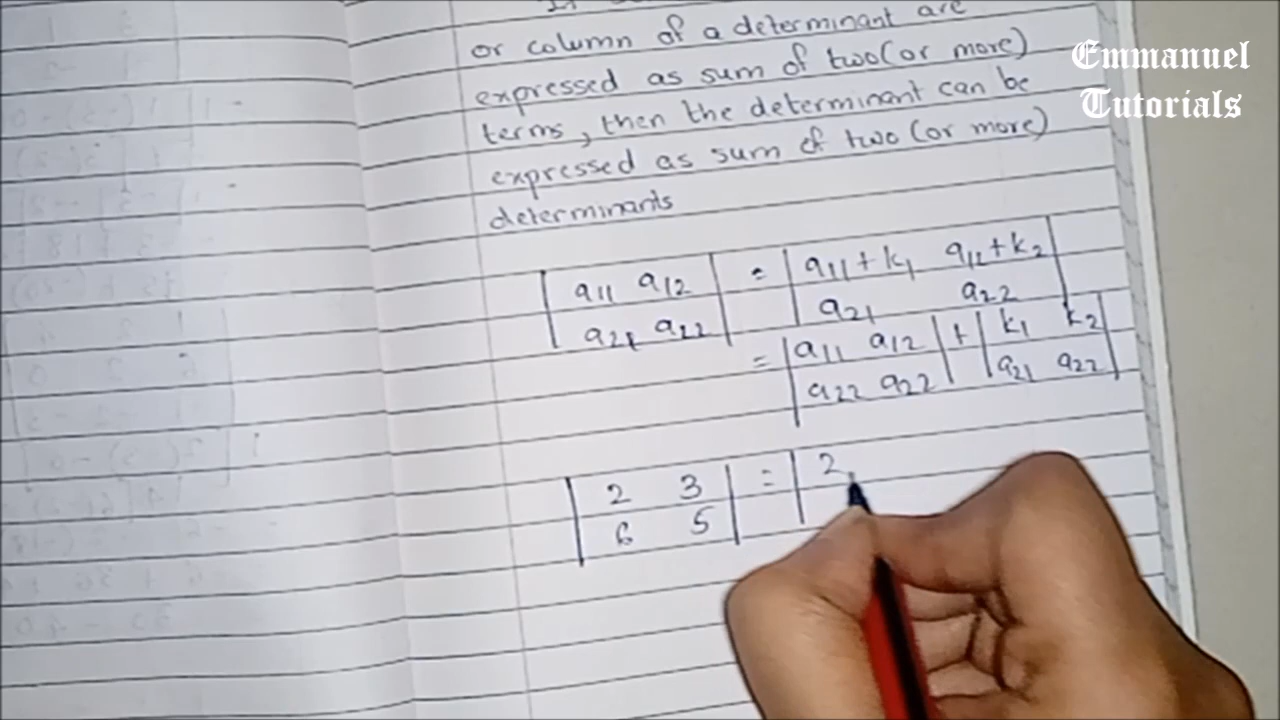 or column of a determinant are
expressed as sum of two (or more)
terms, then the determinant can be
expressed as sum of two (or more)
determinants
| a11 a12 | = | a11 + k1 a12 + k2 |
| a21 a22 | | a21 a22 |
= | a11 a12 | + | k1 k2 |
| a22 a22 | | a21 a22 |
| 2 3 | = | 2
| 6 5 | |
Emmanuel
Tutorials